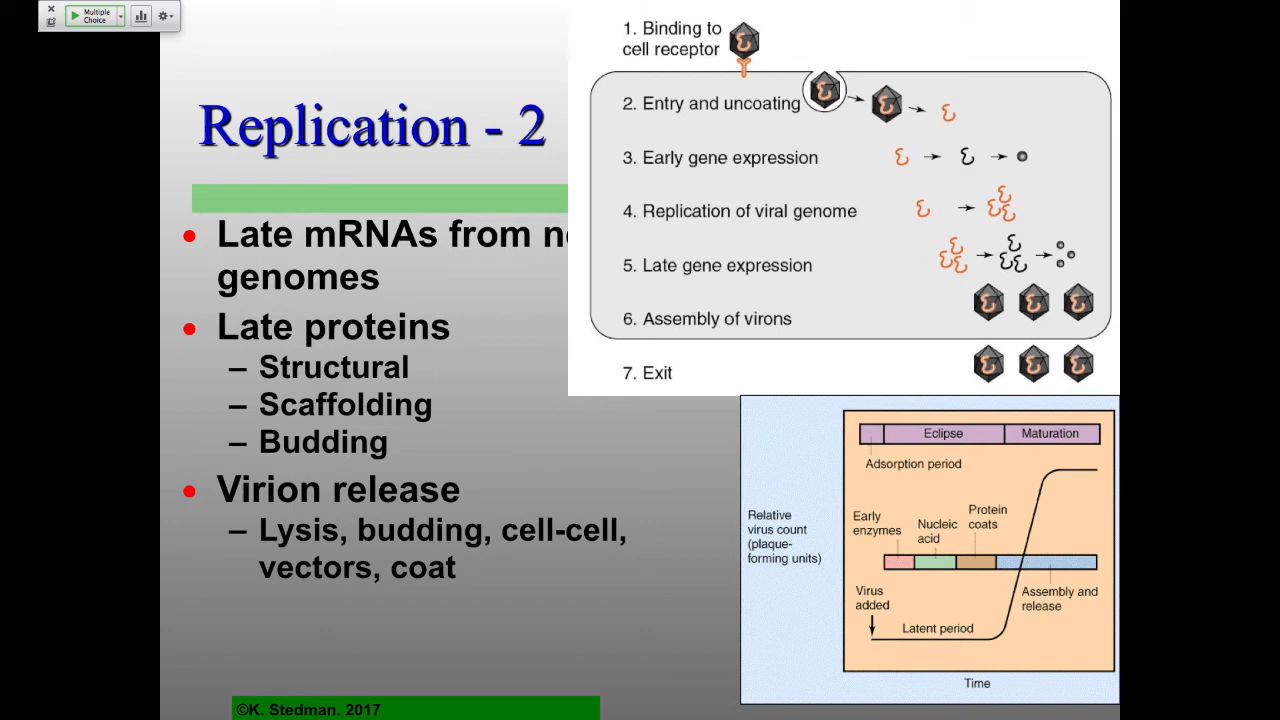 Multiple
Choice
Replication - 2
Late mRNAs from
genomes
Late proteins
– Structural
– Scaffolding
– Budding
Virion release
– Lysis, budding, cell-cell,
vectors, coat
©K. Stedman. 2017
1. Binding to
cell receptor
2. Entry and uncoating
3. Early gene expression
4. Replication of viral genome
5. Late gene expression
6. Assembly of virons
7. Exit
Eclipse
Maturation
Adsorption period
Relative
virus count
(plaque-
forming units)
Early
enzymes
Nucleic
acid
Protein
coats
Virus
added
Assembly and
release
Latent period
Time